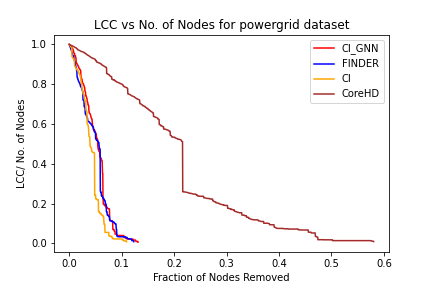 LCC vs No. of Nodes for powergrid dataset
CI_GNN
FINDER
CI
CoreHD
LCC/ No. of Nodes
1.0
0.8
0.6
0.4
0.2
0.0
0.0 0.1 0.2 0.3 0.4 0.5 0.6
Fraction of Nodes Removed